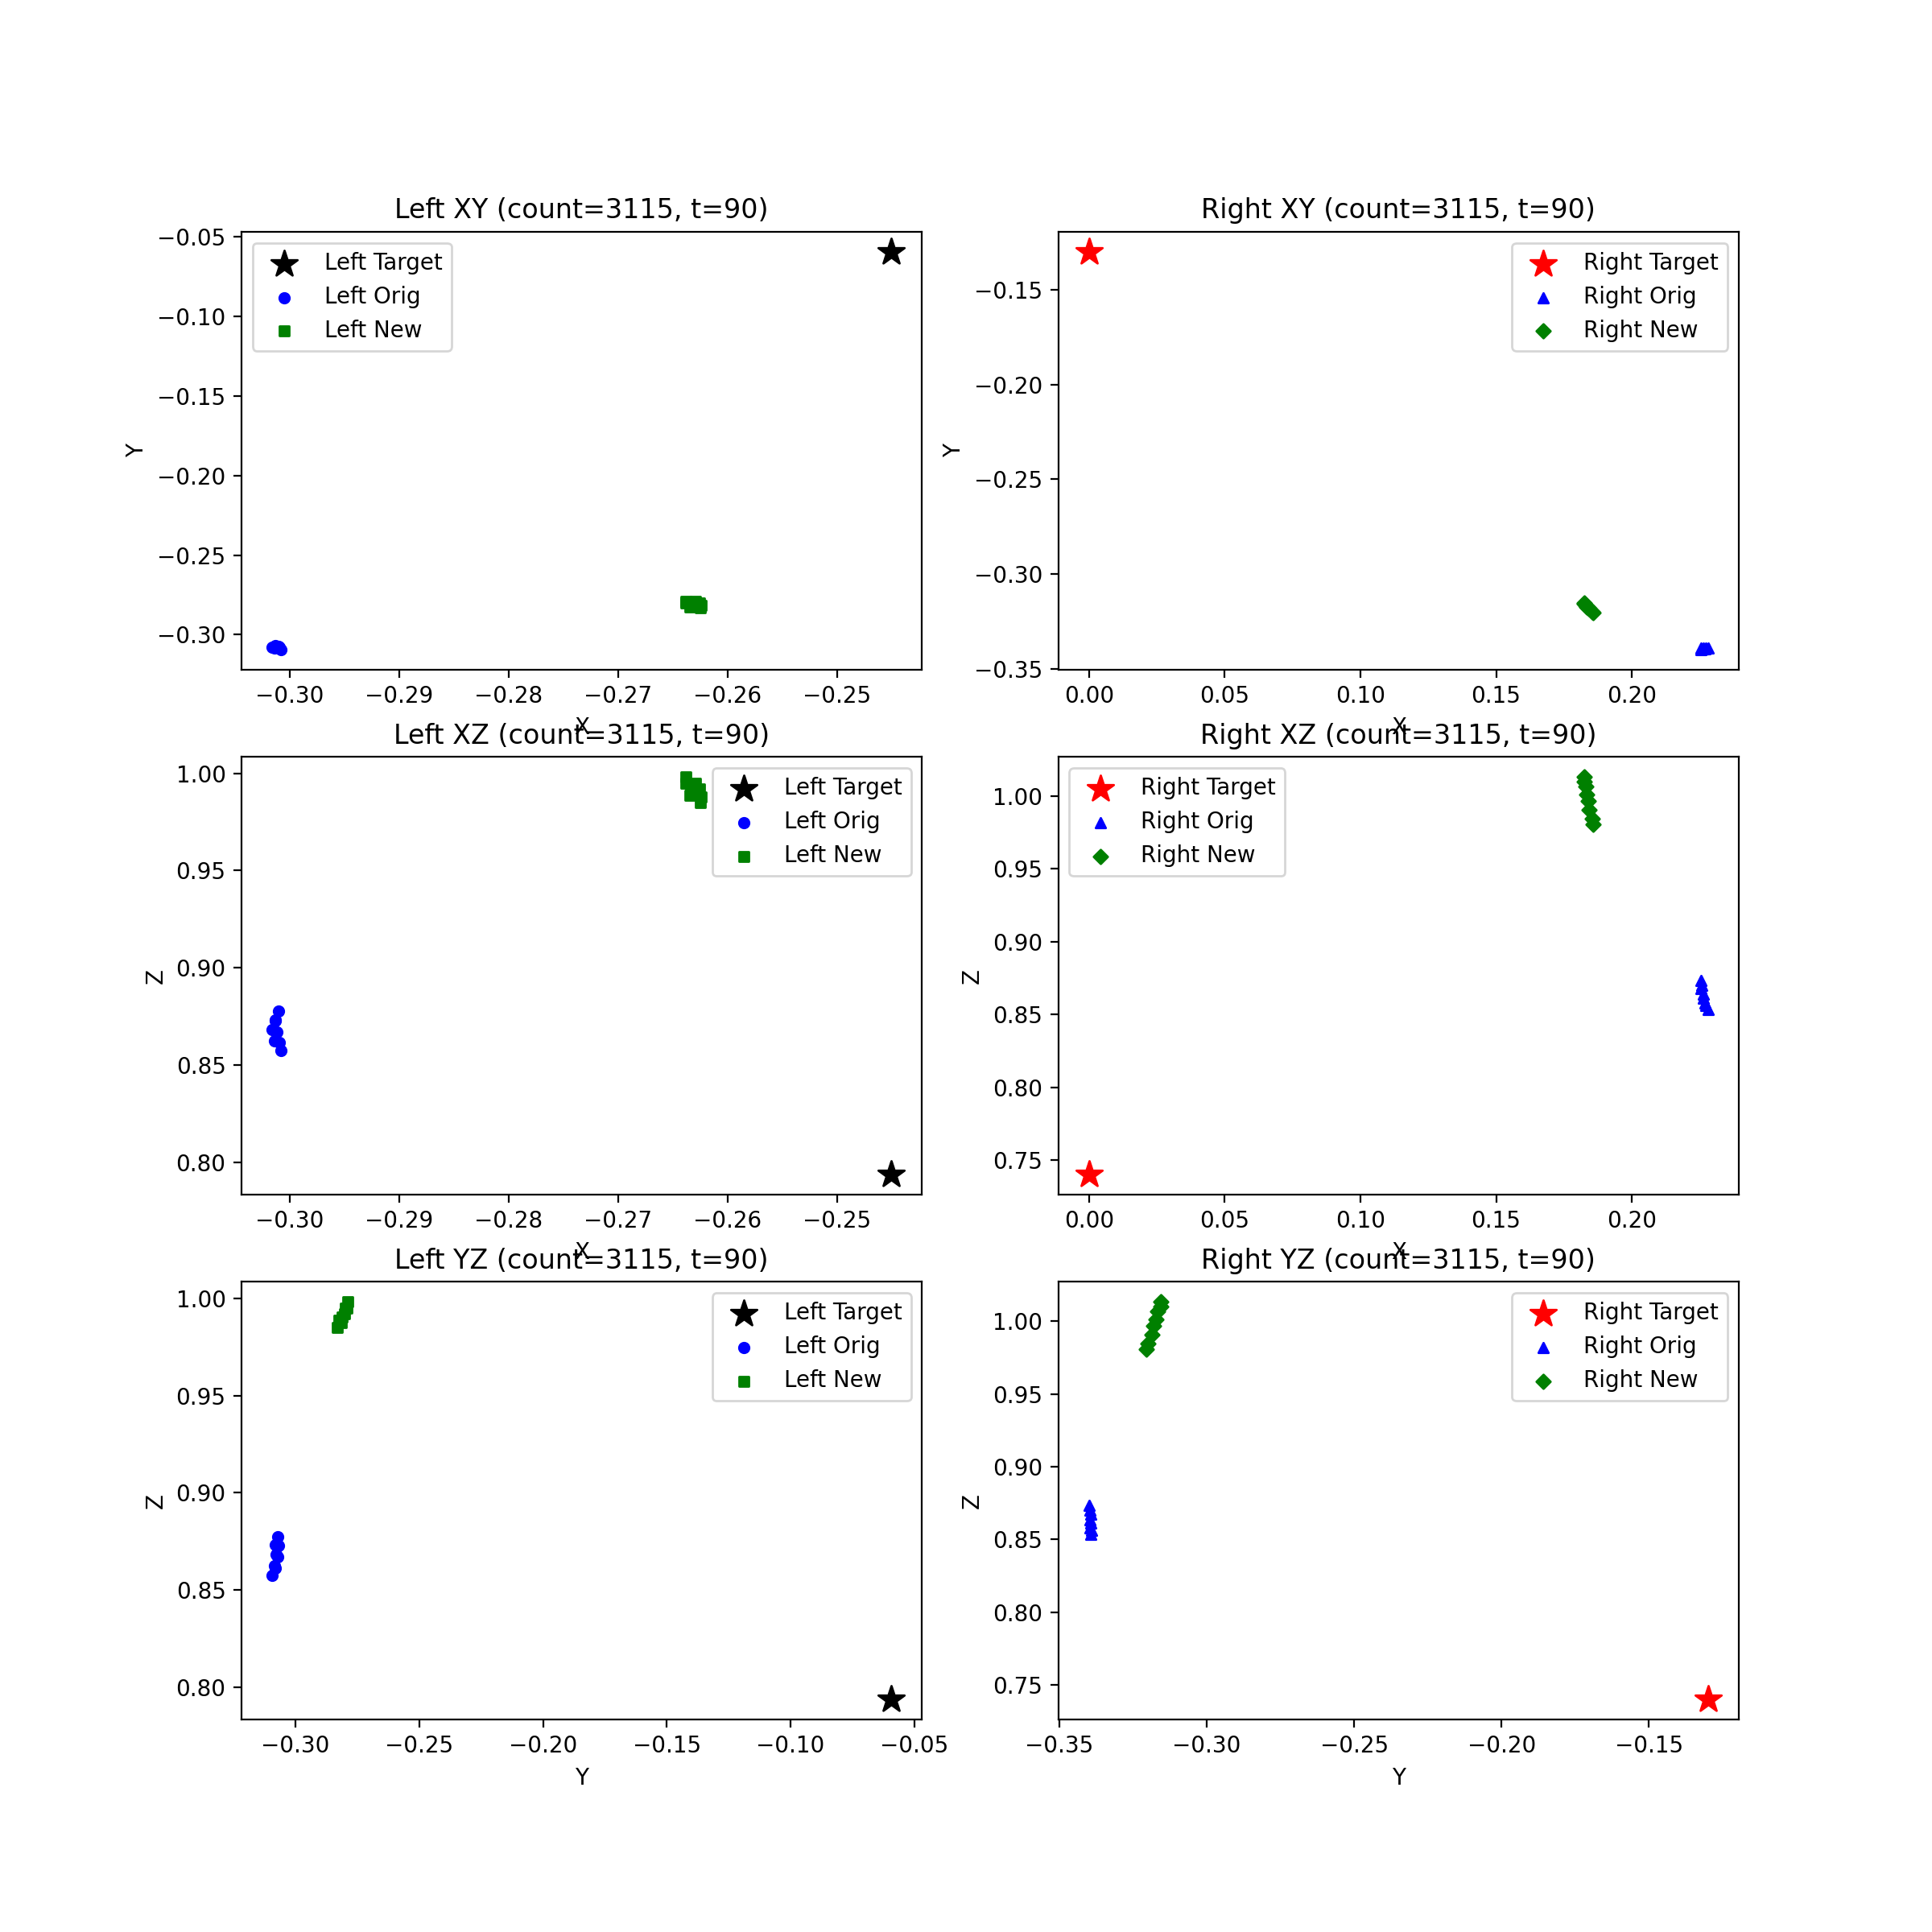 Left XY (count=3115, t=90)
Left Target
Left Orig
Left New
−0.05
−0.10
−0.15
−0.20
−0.25
−0.30
Y
−0.30 −0.29 −0.28 −0.27 −0.26 −0.25
X
Right XY (count=3115, t=90)
Right Target
Right Orig
Right New
−0.15
−0.20
−0.25
−0.30
−0.35
Y
0.00 0.05 0.10 0.15 0.20
X
Left XZ (count=3115, t=90)
Left Target
Left Orig
Left New
1.00
0.95
0.90
0.85
0.80
Z
−0.30 −0.29 −0.28 −0.27 −0.26 −0.25
X
Right XZ (count=3115, t=90)
Right Target
Right Orig
Right New
1.00
0.95
0.90
0.85
0.80
0.75
Z
0.00 0.05 0.10 0.15 0.20
X
Left YZ (count=3115, t=90)
Left Target
Left Orig
Left New
1.00
0.95
0.90
0.85
0.80
Z
−0.30 −0.25 −0.20 −0.15 −0.10 −0.05
Y
Right YZ (count=3115, t=90)
Right Target
Right Orig
Right New
1.00
0.95
0.90
0.85
0.80
0.75
Z
−0.35 −0.30 −0.25 −0.20 −0.15
Y